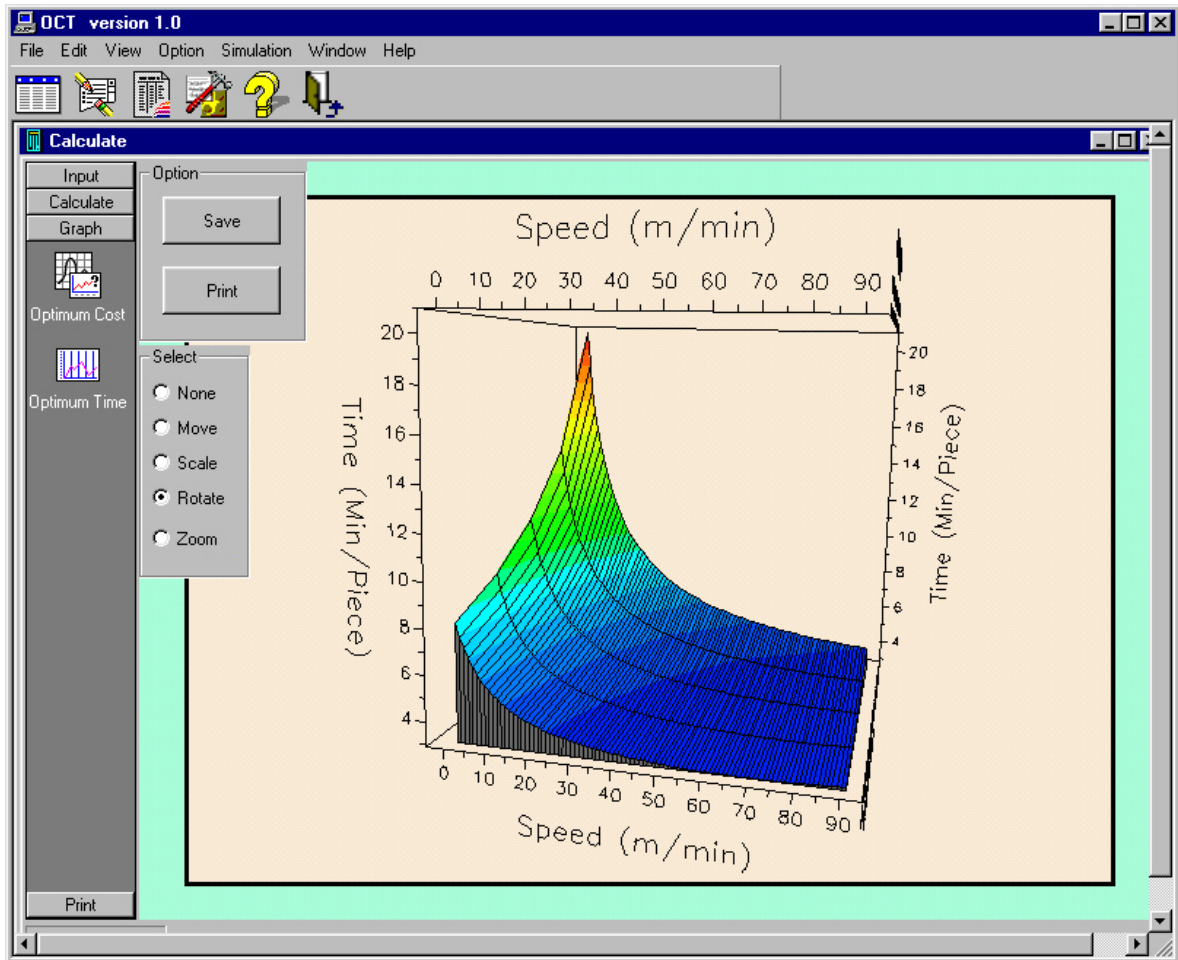 OCT version 1.0
File Edit View Option Simulation Window Help
Calculate
Input
Calculate
Graph
Optimum Cost
Optimum Time
Print
Option
Save
Print
Select
None
Move
Scale
Rotate
Zoom
Speed (m/min)
0 10 20 30 40 50 60 70 80 90
Time (Min/Piece)
20
18
16
14
12
10
8
6
4
20
18
16
14
12
10
8
6
4
Time (Min/Piece)
0 10 20 30 40 50 60 70 80 90
Speed (m/min)